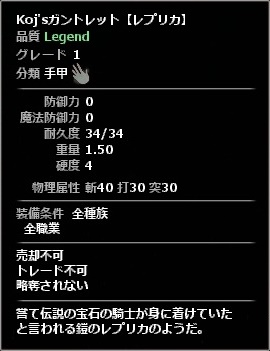 Koj'sガントレット【レプリカ】
品質 Legend
グレード 1
分類 手甲
防御力 0
魔法防御力 0
耐久度 34/34
重量 1.50
硬度 4
物理属性 斬40 打30 突30
装備条件 全種族
全職業
売却不可
トレード不可
略奪されない
嘗て伝説の宝石の騎士が身に着けていた
と言われる鎧のレプリカのようだ。